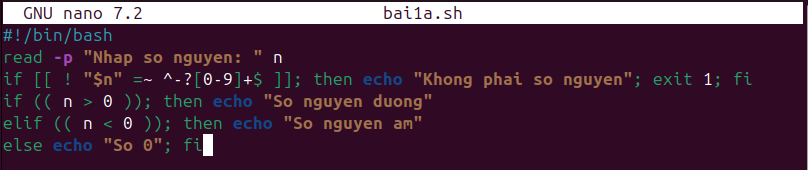 GNU nano 7.2 bai1a.sh
#!/bin/bash
read -p "Nhap so nguyen: " n
if [[ ! "$n" =~ ^-?[0-9]+$ ]]; then echo "Khong phai so nguyen"; exit 1; fi
if (( n > 0 )); then echo "So nguyen duong"
elif (( n < 0 )); then echo "So nguyen am"
else echo "So 0"; fi